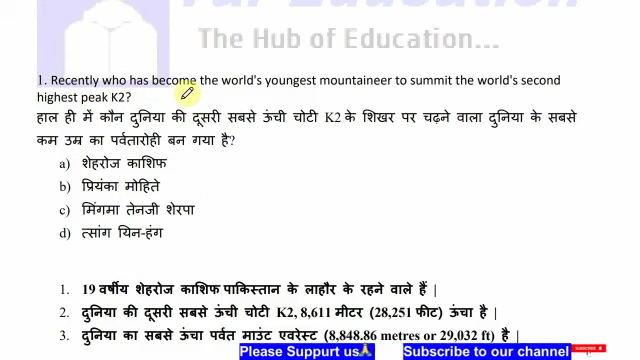 The Hub of Education...
1. Recently who has become the world's youngest mountaineer to summit the world's second
highest peak K2?
हाल ही में कौन दुनिया की दूसरी सबसे ऊंची चोटी K2 के शिखर पर चढ़ने वाला दुनिया के सबसे
कम उम्र का पर्वतारोही बन गया है?
a) शेहरोज काशिफ
b) प्रियंका मोहिते
c) मिंगमा तेनजी शेरपा
d) त्सांग यिन-हंग
1. 19 वर्षीय शेहरोज काशिफ पाकिस्तान के लाहौर के रहने वाले हैं |
2. दुनिया की दूसरी सबसे ऊंची चोटी K2, 8,611 मीटर (28,251 फीट) ऊंचा है |
3. दुनिया का सबसे ऊंचा पर्वत माउंट एवरेस्ट (8,848.86 metres or 29,032 ft) है |
Please Suppurt us🙏 Subscribe to our channel